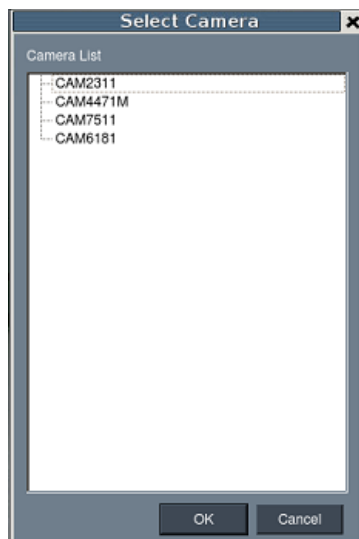 Select Camera
Camera List
CAM2311
CAM4471M
CAM7511
CAM6181
OK Cancel